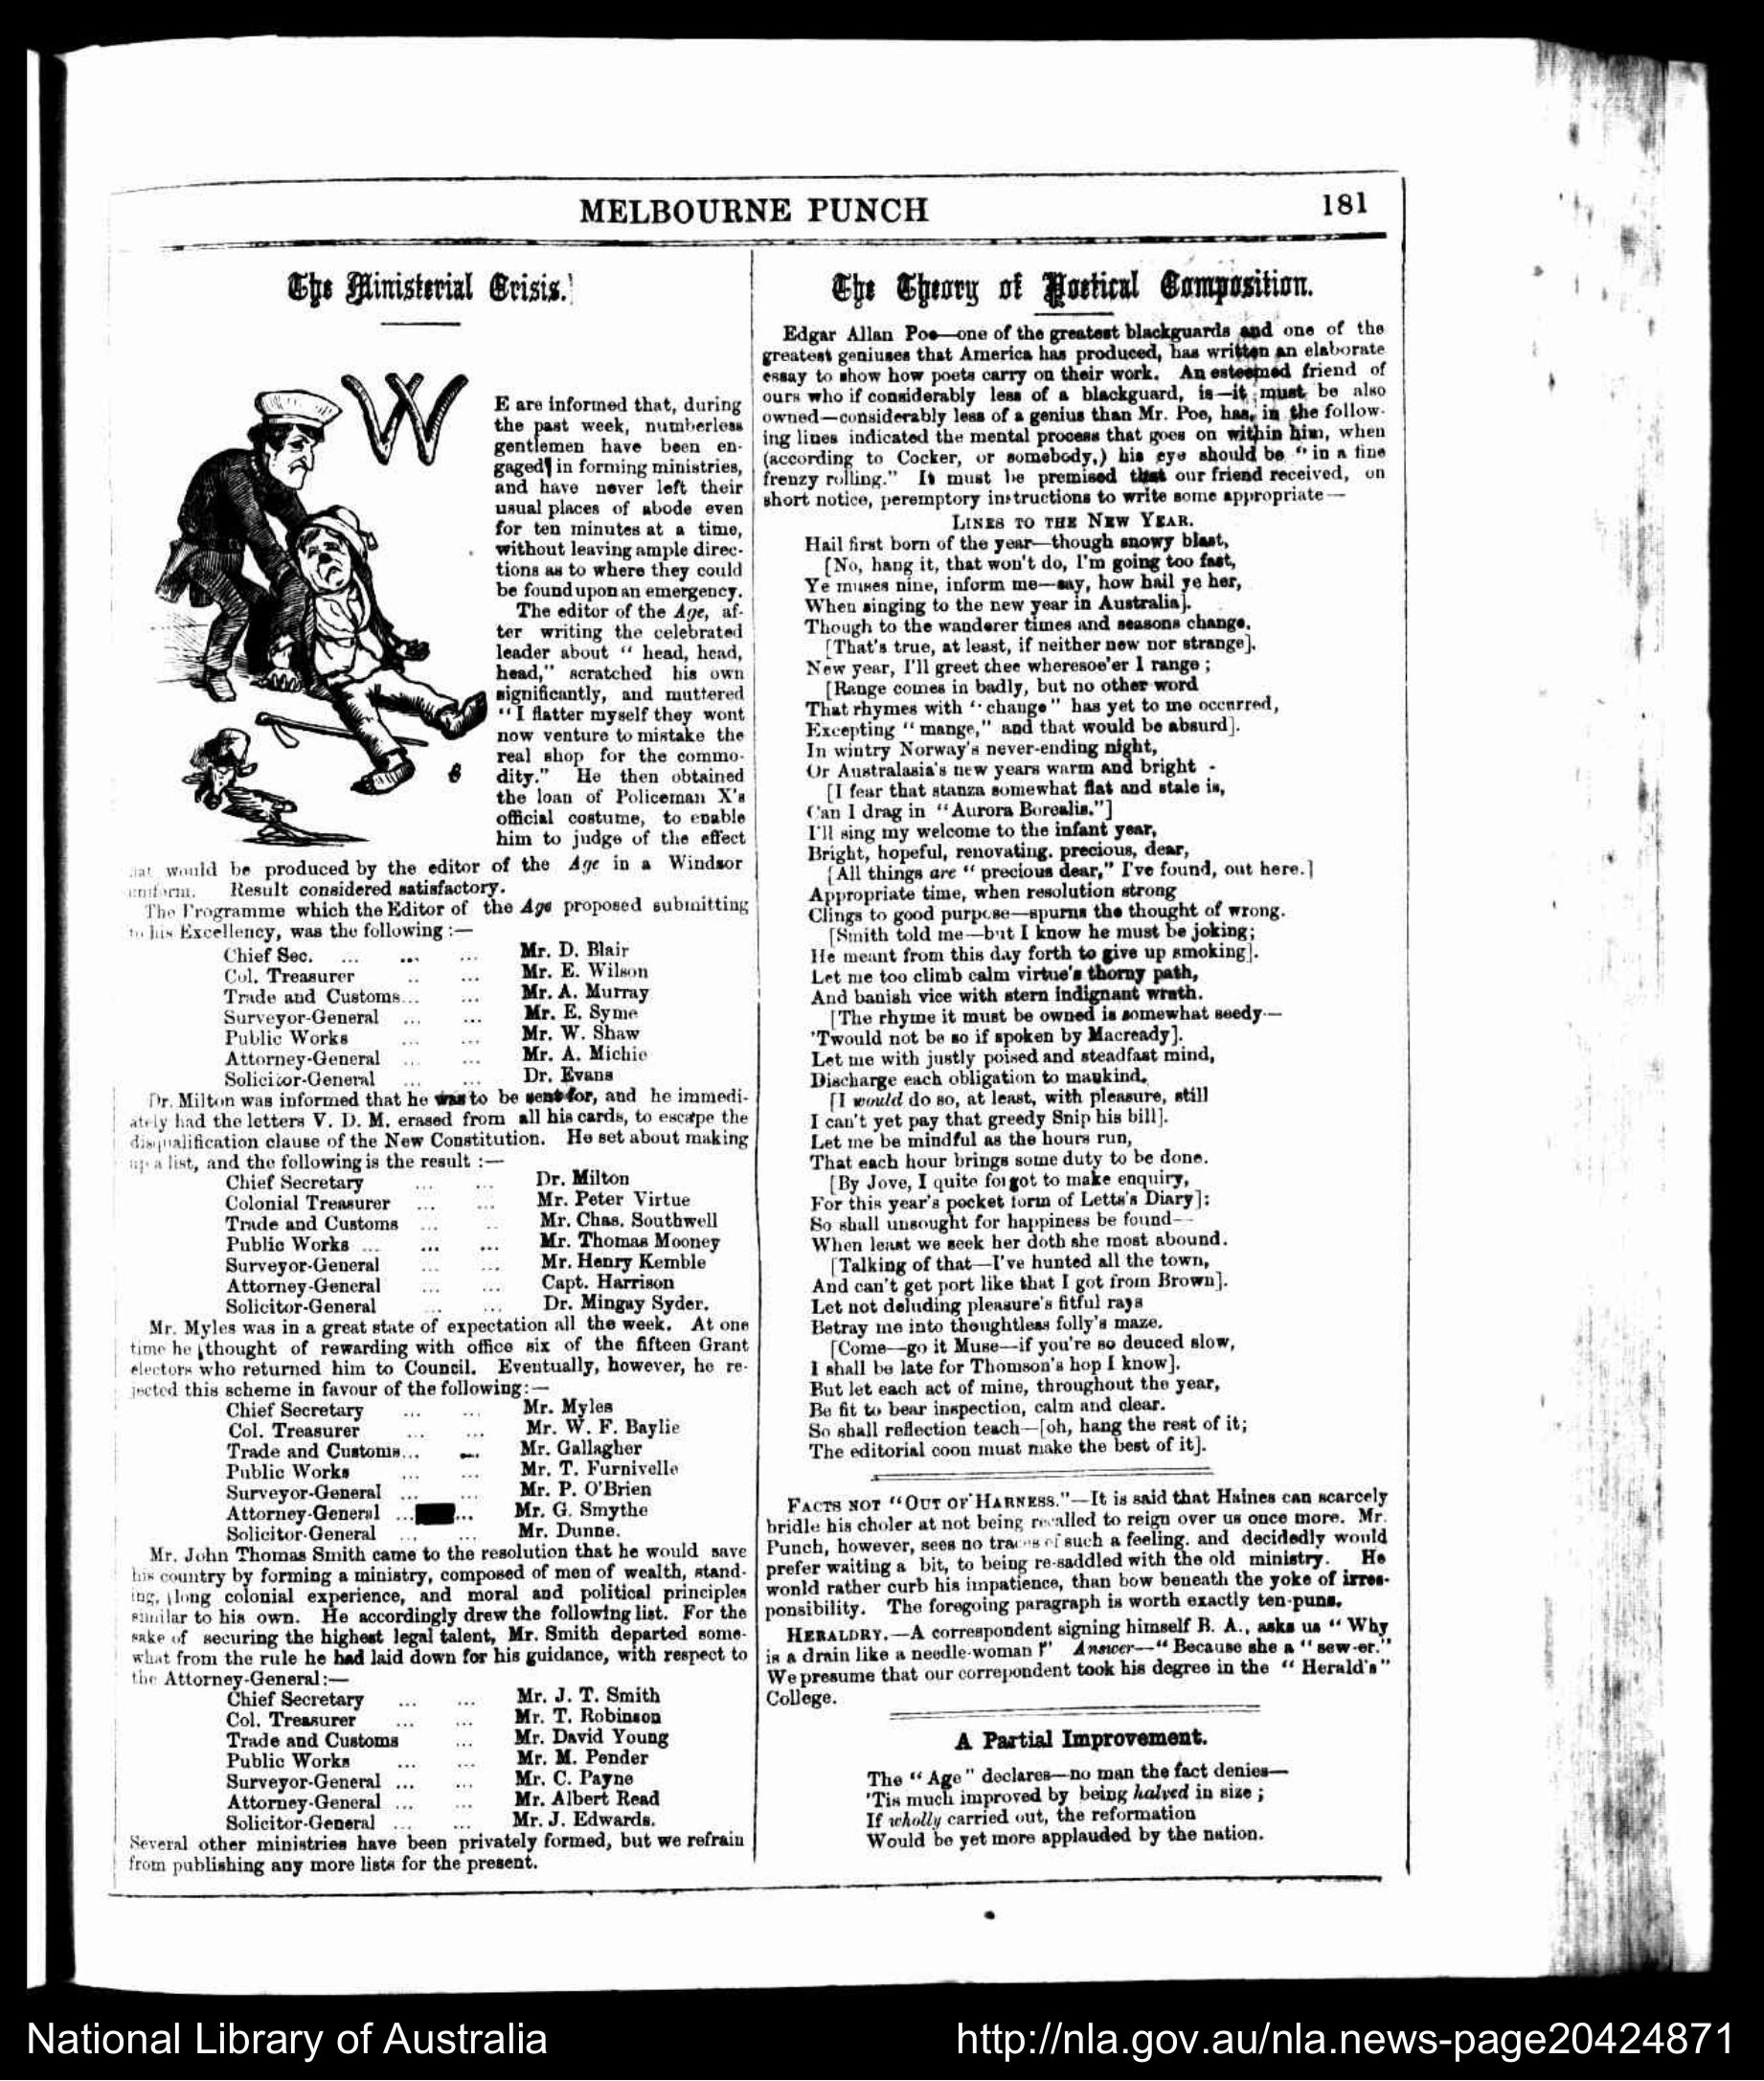 MELBOURNE PUNCH
181
The Ministerial Crisis.
WE are informed that, during
the past week, numberless
gentlemen have been en-
gaged in forming ministries,
and have never left their
usual places of abode even
for ten minutes at a time,
without leaving ample direc-
tions as to where they could
be found upon an emergency.
The editor of the Age, af-
ter writing the celebrated
leader about "head, head,
head," scratched his own
significantly, and muttered
"I flatter myself they wont
now venture to mistake the
real shop for the commo-
dity." He then obtained
the loan of Policeman X's
official costume, to enable
him to judge of the effect
would be produced by the editor of the Age in a Windsor
uniform. Result considered satisfactory.
The Programme which the Editor of the Age proposed submitting
to his Excellency, was the following :—
Chief Sec. ... ... ... Mr. D. Blair
Col. Treasurer .. ... Mr. E. Wilson
Trade and Customs... ... Mr. A. Murray
Surveyor-General ... ... Mr. E. Syme
Public Works ... ... Mr. W. Shaw
Attorney-General ... ... Mr. A. Michie
Solicitor-General ... ... Dr. Evans
Dr. Milton was informed that he was to be sent for, and he immedi-
ately had the letters V. D. M. erased from all his cards, to escape the
disqualification clause of the New Constitution. He set about making
up a list, and the following is the result :—
Chief Secretary ... ... Dr. Milton
Colonial Treasurer ... ... Mr. Peter Virtue
Trade and Customs ... .. Mr. Chas. Southwell
Public Works ... ... ... Mr. Thomas Mooney
Surveyor-General ... ... Mr. Henry Kemble
Attorney-General ... ... Capt. Harrison
Solicitor-General ... ... Dr. Mingay Syder.
Mr. Myles was in a great state of expectation all the week. At one
time he thought of rewarding with office six of the fifteen Grant
electors who returned him to Council. Eventually, however, he re-
jected this scheme in favour of the following:—
Chief Secretary ... ... Mr. Myles
Col. Treasurer ... ... Mr. W. F. Baylie
Trade and Customs... ... Mr. Gallagher
Public Works ... ... Mr. T. Furnivelle
Surveyor-General ... ... Mr. P. O'Brien
Attorney-General ... ... Mr. G. Smythe
Solicitor-General ... ... Mr. Dunne.
Mr. John Thomas Smith came to the resolution that he would save
his country by forming a ministry, composed of men of wealth, stand-
ing, long colonial experience, and moral and political principles
similar to his own. He accordingly drew the following list. For the
sake of securing the highest legal talent, Mr. Smith departed some-
what from the rule he had laid down for his guidance, with respect to
the Attorney-General:—
Chief Secretary ... ... Mr. J. T. Smith
Col. Treasurer ... ... Mr. T. Robinson
Trade and Customs ... Mr. David Young
Public Works ... ... Mr. M. Pender
Surveyor-General ... ... Mr. C. Payne
Attorney-General ... ... Mr. Albert Read
Solicitor-General ... ... Mr. J. Edwards.
Several other ministries have been privately formed, but we refrain
from publishing any more lists for the present.
The Theory of Poetical Composition.
Edgar Allan Poe—one of the greatest blackguards and one of the
greatest geniuses that America has produced, has written an elaborate
essay to show how poets carry on their work. An esteemed friend of
ours who if considerably less of a blackguard, is—it must be also
owned—considerably less of a genius than Mr. Poe, has, in the follow-
ing lines indicated the mental process that goes on within him, when
(according to Cocker, or somebody,) his eye should be "in a fine
frenzy rolling." It must be premised that our friend received, on
short notice, peremptory instructions to write some appropriate—
LINES TO THE NEW YEAR.
Hail first born of the year—though snowy blast,
[No, hang it, that won't do, I'm going too fast,
Ye muses nine, inform me—say, how hail ye her,
When singing to the new year in Australia].
Though to the wanderer times and seasons change.
[That's true, at least, if neither new nor strange].
New year, I'll greet thee wheresoe'er I range ;
[Range comes in badly, but no other word
That rhymes with "change" has yet to me occurred,
Excepting "mange," and that would be absurd].
In wintry Norway's never-ending night,
Or Australasia's new years warm and bright -
[I fear that stanza somewhat flat and stale is,
Can I drag in "Aurora Borealis."]
I'll sing my welcome to the infant year,
Bright, hopeful, renovating, precious, dear,
[All things are "precious dear," I've found, out here.]
Appropriate time, when resolution strong
Clings to good purpose—spurns the thought of wrong.
[Smith told me—but I know he must be joking;
He meant from this day forth to give up smoking].
Let me too climb calm virtue's thorny path,
And banish vice with stern indignant wrath.
[The rhyme it must be owned is somewhat seedy—
'Twould not be so if spoken by Macready].
Let me with justly poised and steadfast mind,
Discharge each obligation to mankind.
[I would do so, at least, with pleasure, still
I can't yet pay that greedy Snip his bill].
Let me be mindful as the hours run,
That each hour brings some duty to be done.
[By Jove, I quite forgot to make enquiry,
For this year's pocket form of Letts's Diary];
So shall unsought for happiness be found—
When least we seek her doth she most abound.
[Talking of that—I've hunted all the town,
And can't get port like that I got from Brown].
Let not deluding pleasure's fitful rays
Betray me into thoughtless folly's maze.
[Come—go it Muse—if you're so deuced slow,
I shall be late for Thomson's hop I know].
But let each act of mine, throughout the year,
Be fit to bear inspection, calm and clear.
So shall reflection teach—[oh, hang the rest of it;
The editorial coon must make the best of it].
FACTS NOT "OUT OF HARNESS."—It is said that Haines can scarcely
bridle his choler at not being recalled to reign over us once more. Mr.
Punch, however, sees no traces of such a feeling, and decidedly would
prefer waiting a bit, to being re-saddled with the old ministry. He
would rather curb his impatience, than bow beneath the yoke of irres-
ponsibility. The foregoing paragraph is worth exactly ten-puns.
HERALDRY.—A correspondent signing himself R. A., asks us "Why
is a drain like a needle-woman?" Answer—"Because she a "sew-er."
We presume that our correpondent took his degree in the "Herald's"
College.
A Partial Improvement.
The "Age" declares—no man the fact denies—
'Tis much improved by being halved in size ;
If wholly carried out, the reformation
Would be yet more applauded by the nation.
National Library of Australia
http://nla.gov.au/nla.news-page20424871